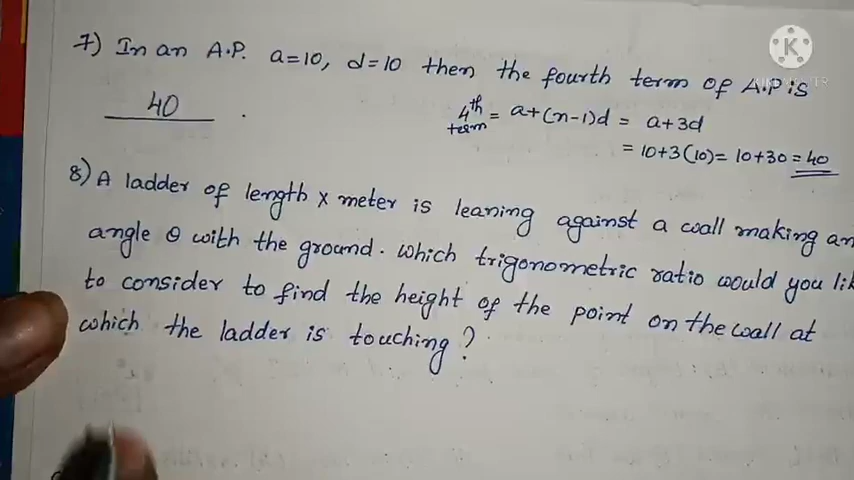 7) In an A.P. a=10, d=10 then the fourth term of A.P is
40 .
4th term = a+(n-1)d = a+3d
= 10+3(10)= 10+30 = 40
8) A ladder of length x meter is leaning against a wall making an
angle θ with the ground. which trigonometric ratio would you lik
to consider to find the height of the point on the wall at
which the ladder is touching?
K
KINEMASTER